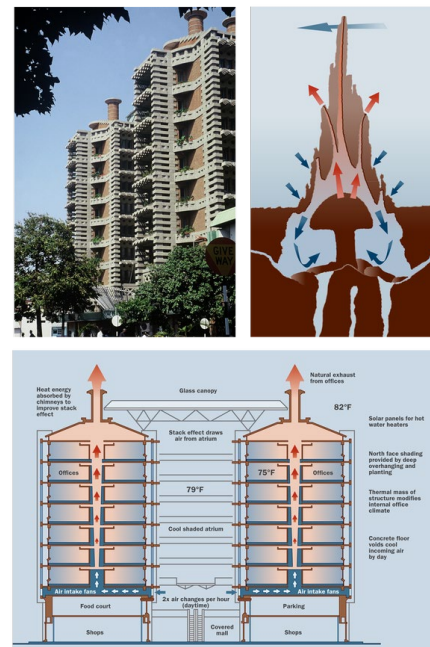 GIVE
WAY
Heat energy
absorbed by
chimneys to
improve stack
effect
Glass canopy
Natural exhaust
from offices
82°F
Solar panels for hot
water heaters
Stack effect draws
air from atrium
North face shading
provided by deep
overhanging and
planting
Offices
75°F
Offices
79°F
Thermal mass of
structure modifies
internal office
climate
Cool shaded atrium
Concrete floor
voids cool
incoming air
by day
Air intake fans
Air intake fans
2x air changes per hour
(daytime)
Food court
Parking
Shops
Covered
mall
Shops